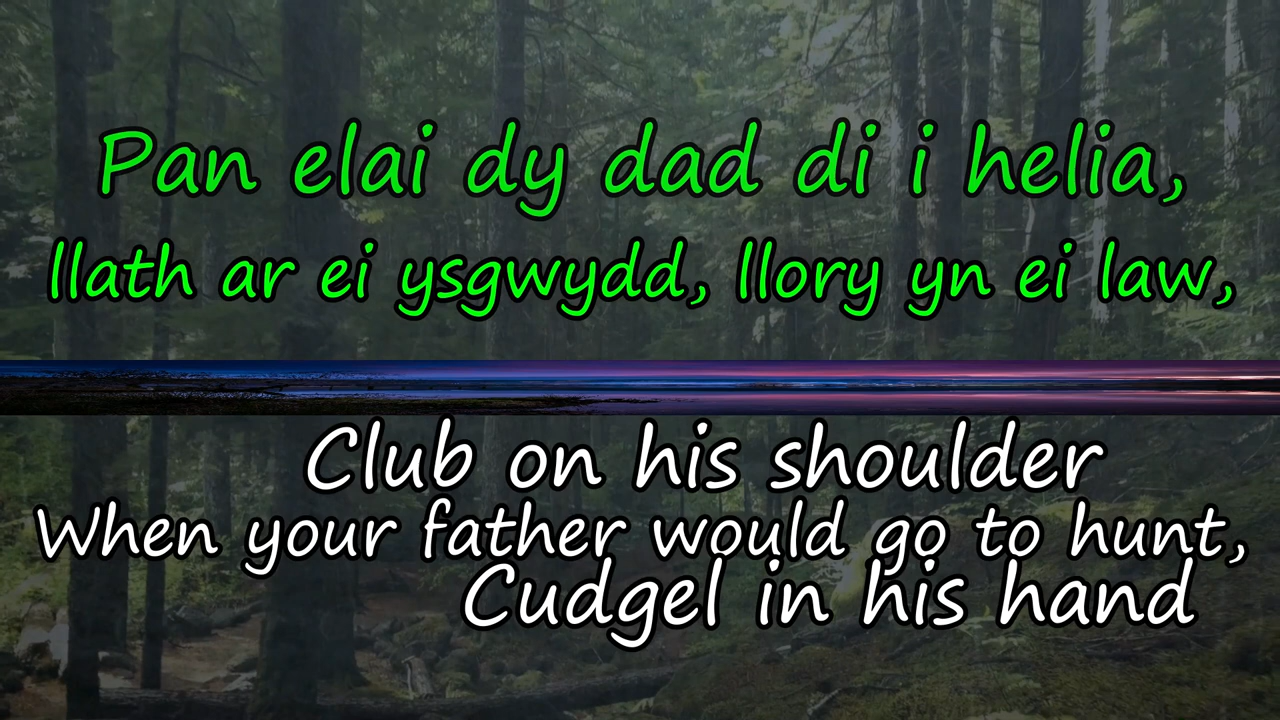 Pan elai dy dad di i helia,
llath ar ei ysgwydd, llory yn ei law,
Club on his shoulder
When your father would go to hunt,
Cudgel in his hand